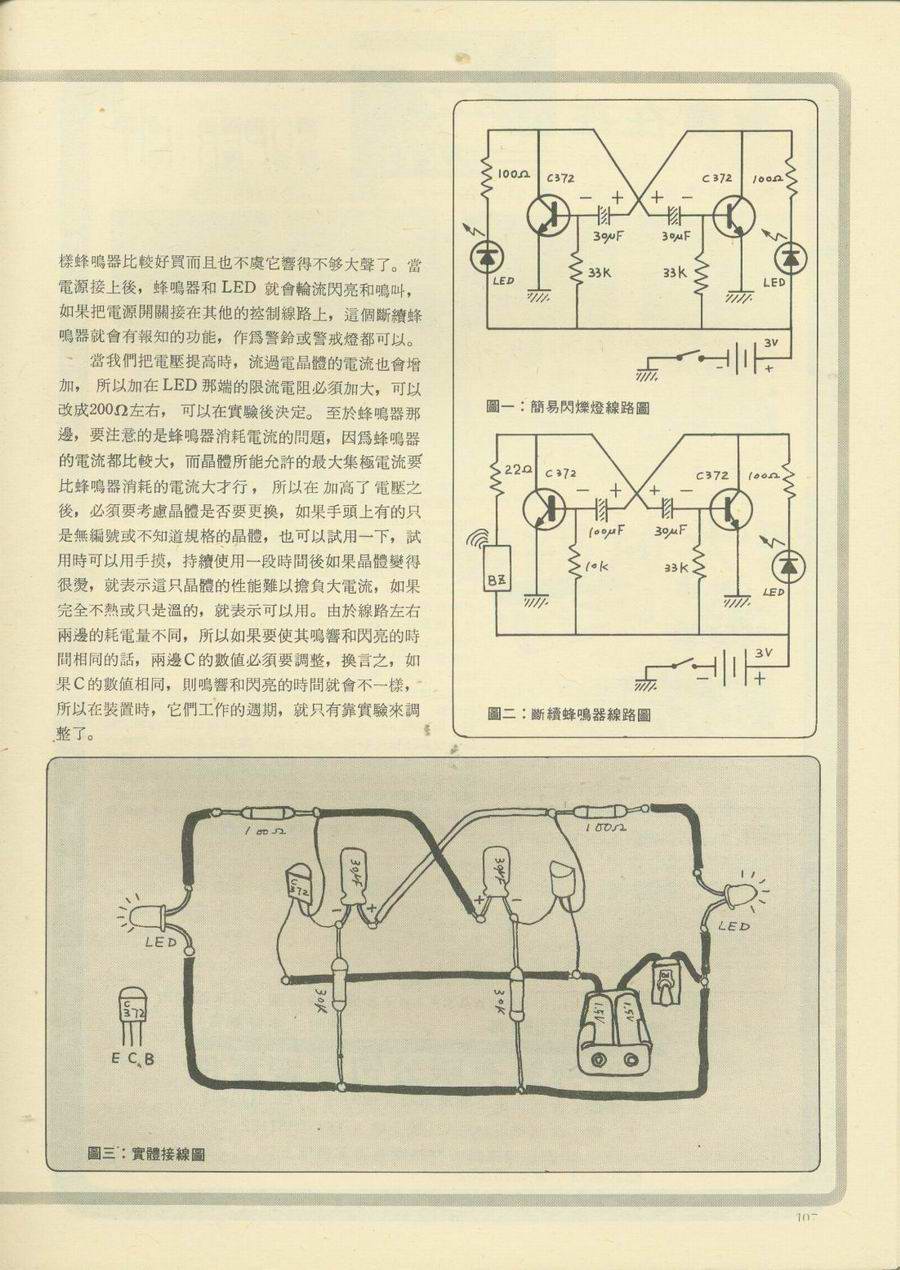 樣蜂鳴器比較好買而且也不虞它響得不够大聲了。當
電源接上後，蜂鳴器和 LED 就會輪流閃亮和鳴叫，
如果把電源開關接在其他的控制線路上，這個斷續蜂
鳴器就會有報知的功能，作爲警鈴或警戒燈都可以。
當我們把電壓提高時，流過電晶體的電流也會增
加，所以加在 LED 那端的限流電阻必須加大，可以
改成200Ω左右，可以在實驗後決定。至於蜂鳴器那
邊，要注意的是蜂鳴器消耗電流的問題，因爲蜂鳴器
的電流都比較大，而晶體所能允許的最大集極電流要
比蜂鳴器消耗的電流大才行，所以在加高了電壓之
後，必須要考慮晶體是否要更換，如果手頭上有的只
是無編號或不知道規格的晶體，也可以試用一下，試
用時可以用手摸，持續使用一段時間後如果晶體變得
很燙，就表示這只晶體的性能難以擔負大電流，如果
完全不熱或只是溫的，就表示可以用。由於線路左右
兩邊的耗電量不同，所以如果要使其鳴響和閃亮的時
間相同的話，兩邊C的數值必須要調整，換言之，如
果C的數值相同，則鳴響和閃亮的時間就會不一樣，
所以在裝置時，它們工作的週期，就只有靠實驗來調
整了。
100Ω C372 C372 100Ω
− + + −
30μF 30μF
33K 33K
LED LED
3V
− +
圖一：簡易閃爍燈線路圖
22Ω C372 C372 100Ω
− + + −
100μF 30μF
10K 33K
BZ LED
3V
− +
圖二：斷續蜂鳴器線路圖
100Ω 100Ω
30μF 30μF
− + + −
LED LED
30K 30K
1.5V 1.5V
C
372
E C B
圖三：實體接線圖